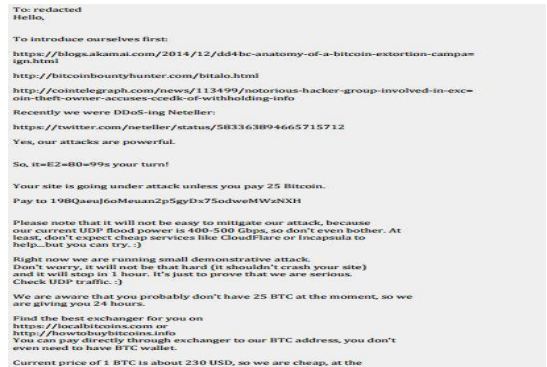 To: redacted
Hello,
To introduce ourselves first:
https://blogs.akamai.com/2014/12/dd4bc-anatomy-of-a-bitcoin-extortion-campa=
ign.html
http://bitcoinbountyhunter.com/bitalo.html
http://cointelegraph.com/news/113499/notorious-hacker-group-involved-in-exc=
oin-theft-owner-accuses-ccedk-of-withholding-info
Recently we were DDoS-ing Neteller:
https://twitter.com/neteller/status/583363894665715712
Yes, our attacks are powerful.
So, it=E2=80=99s your turn!
Your site is going under attack unless you pay 25 Bitcoin.
Pay to 198QaeuJ6oMeuan2p5gyDx75odweMWzNXH
Please note that it will not be easy to mitigate our attack, because
our current UDP flood power is 400-500 Gbps, so don't even bother. At
least, don't expect cheap services like CloudFlare or Incapsula to
help...but you can try. :)
Right now we are running small demonstrative attack.
Don't worry, it will not be that hard (it shouldn't crash your site)
and it will stop in 1 hour. It's just to prove that we are serious.
Check UDP traffic. :)
We are aware that you probably don't have 25 BTC at the moment, so we
are giving you 24 hours.
Find the best exchanger for you on
https://localbitcoins.com or
http://howtobuybitcoins.info
You can pay directly through exchanger to our BTC address, you don't
even need to have BTC wallet.
Current price of 1 BTC is about 230 USD, so we are cheap, at the